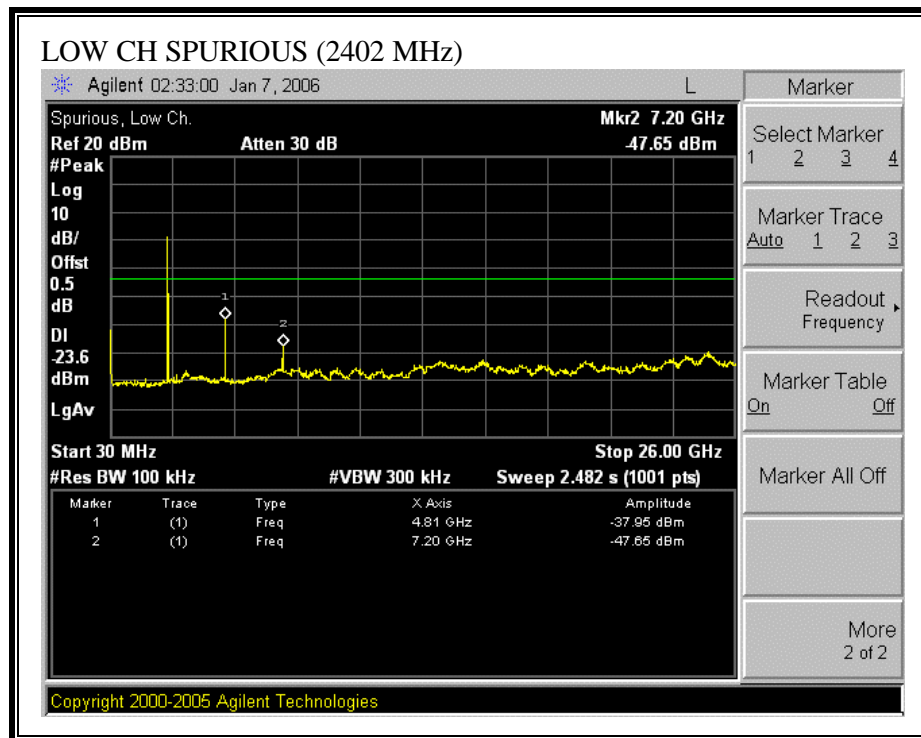 LOW CH SPURIOUS (2402 MHz)
Agilent 02:33:00 Jan 7, 2006 L
Spurious, Low Ch. Mkr2 7.20 GHz
Ref 20 dBm Atten 30 dB -47.65 dBm
#Peak
Log
10
dB/
Offst
0.5
dB
DI
-23.6
dBm
LgAv
1
2
Start 30 MHz Stop 26.00 GHz
#Res BW 100 kHz #VBW 300 kHz Sweep 2.482 s (1001 pts)
Marker Trace Type X Axis Amplitude
1 (1) Freq 4.81 GHz -37.95 dBm
2 (1) Freq 7.20 GHz -47.65 dBm
Marker
Select Marker
1 2 3 4
Marker Trace
Auto 1 2 3
Readout
Frequency
Marker Table
On Off
Marker All Off
More
2 of 2
Copyright 2000-2005 Agilent Technologies